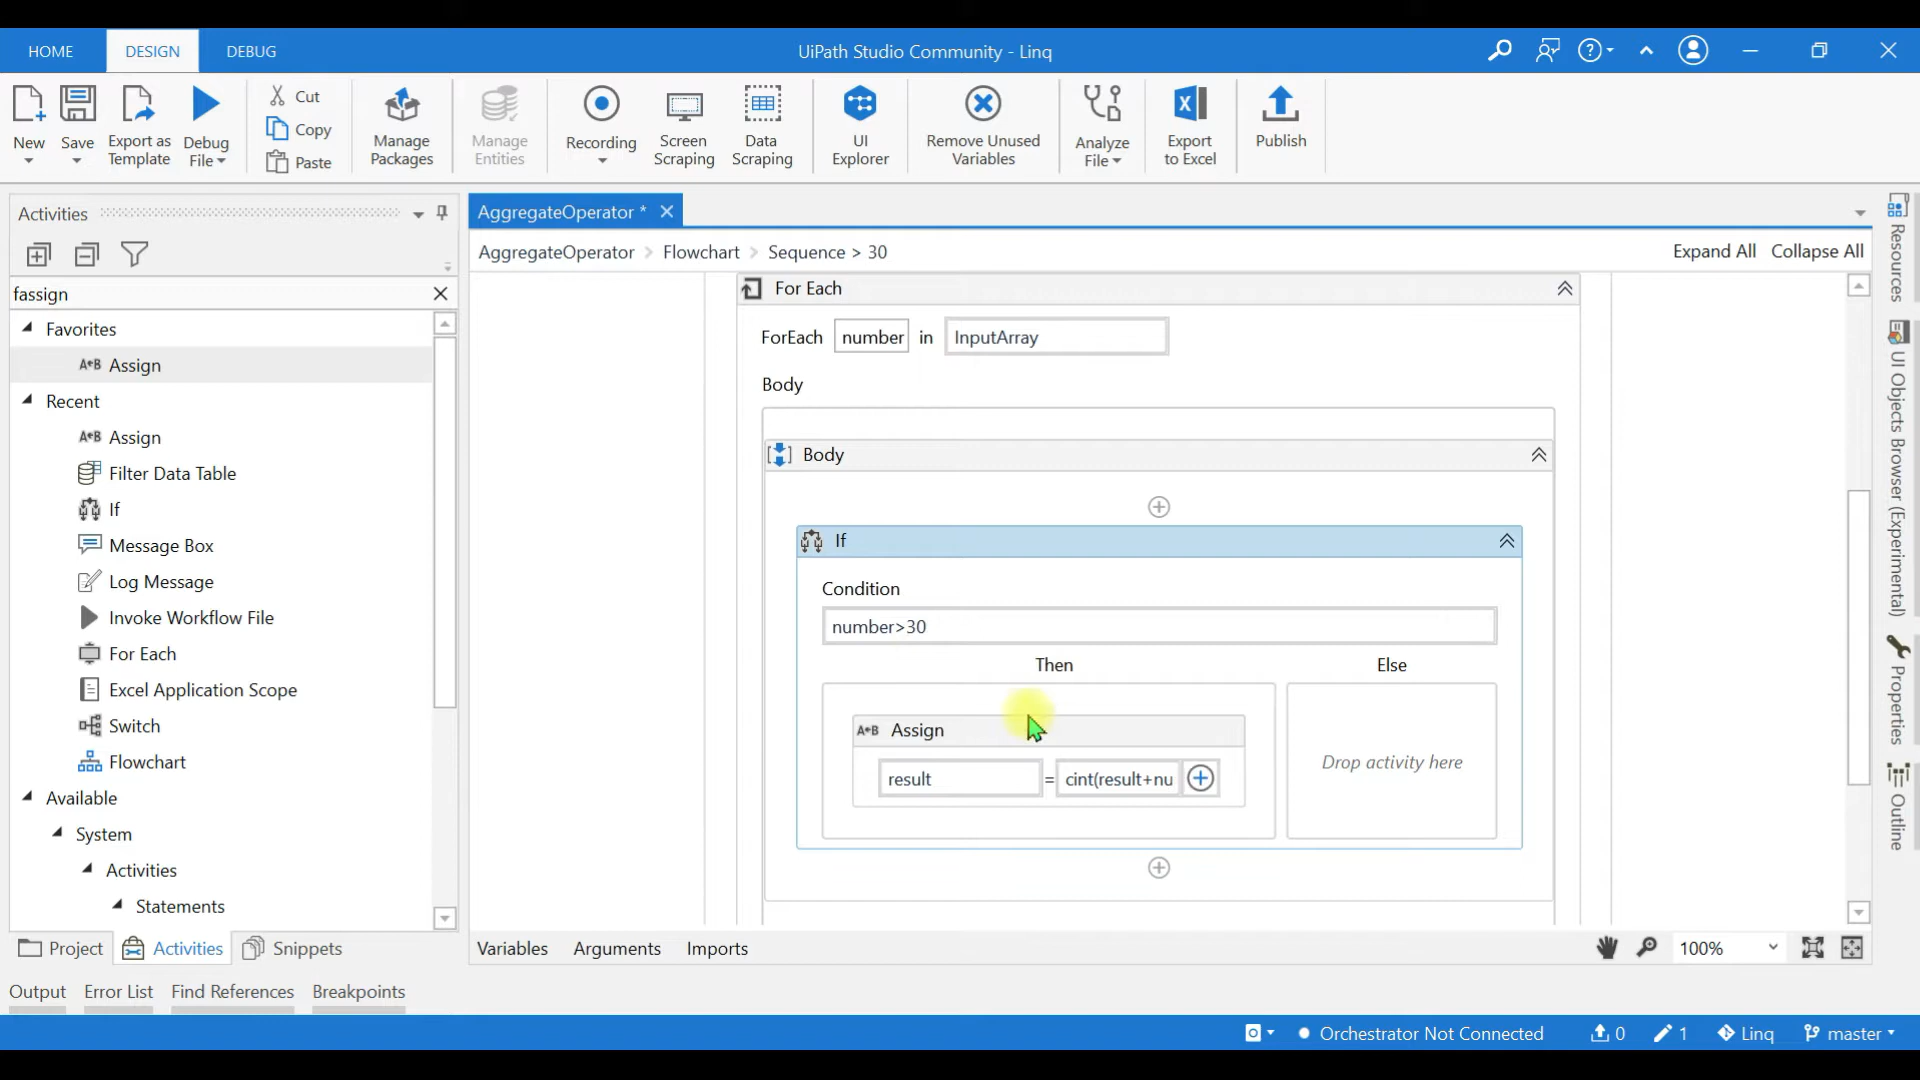 HOME DESIGN DEBUG UiPath Studio Community - Linq
New Save Export as Template Debug File Cut Copy Paste Manage Packages Manage Entities Recording Screen Scraping Data Scraping UI Explorer Remove Unused Variables Analyze File Export to Excel Publish
Activities
fassign
Favorites
Assign
Recent
Assign
Filter Data Table
If
Message Box
Log Message
Invoke Workflow File
For Each
Excel Application Scope
Switch
Flowchart
Available
System
Activities
Statements
Project Activities Snippets
AggregateOperator *
AggregateOperator > Flowchart > Sequence > 30 Expand All Collapse All
For Each
ForEach number in InputArray
Body
Body
If
Condition
number>30
Then Else
A←B Assign
result = cint(result+nu
Drop activity here
Variables Arguments Imports 100%
Resources
UI Objects Browser (Experimental)
Properties
Outline
Output Error List Find References Breakpoints
Orchestrator Not Connected 0 1 Linq master